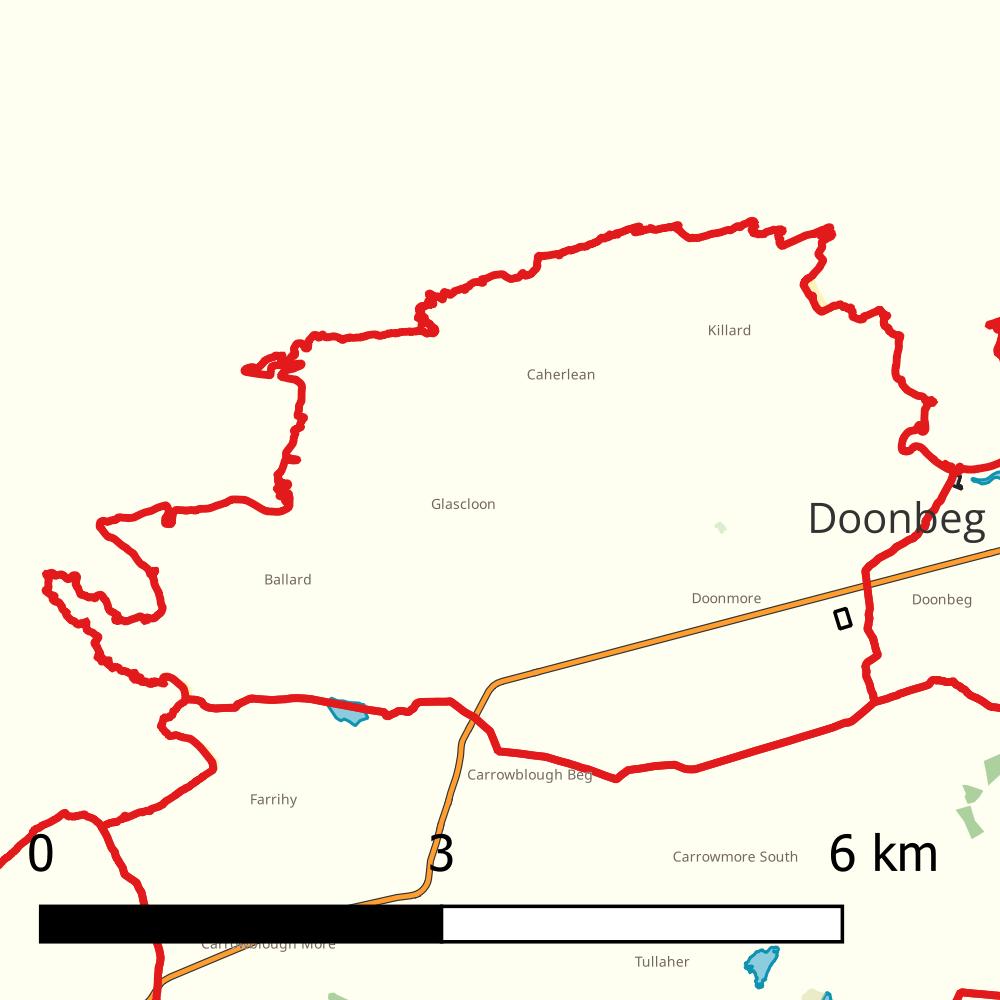 Killard
Caherlean
Glascloon
Doonbeg
Ballard
Doonmore
Doonbeg
Carrowblough Beg
Farrihy
0 3 6 km
Carrowmore South
Carrowblough More
Tullaher